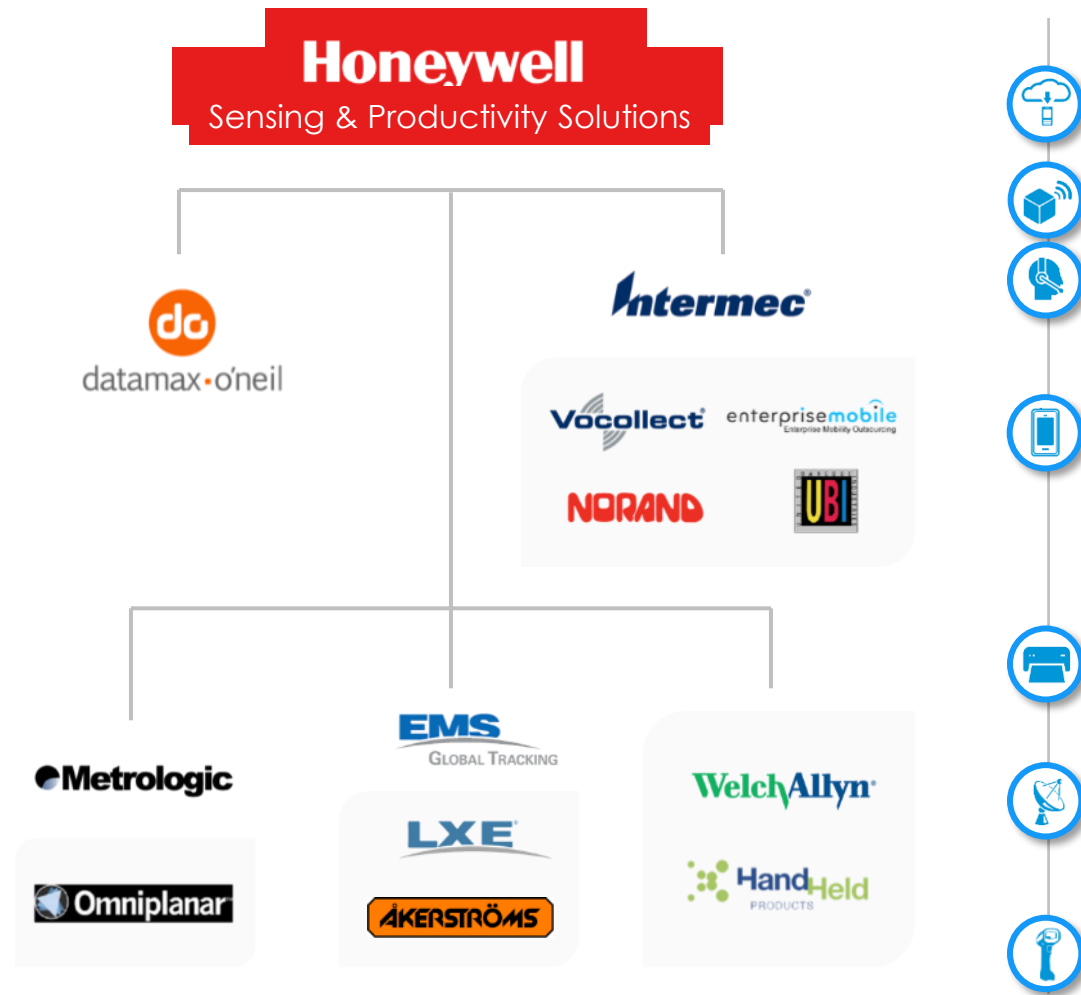 Honeywell
Sensing & Productivity Solutions
do
datamax•o'neil
Intermec®
Vocollect®
enterprisemobile
Enterprise Mobility Outsourcing
NORAND
UBI
EMS
GLOBAL TRACKING
Metrologic
WelchAllyn®
LXE
Omniplanar
HandHeld
PRODUCTS
ÅKERSTRÖMS